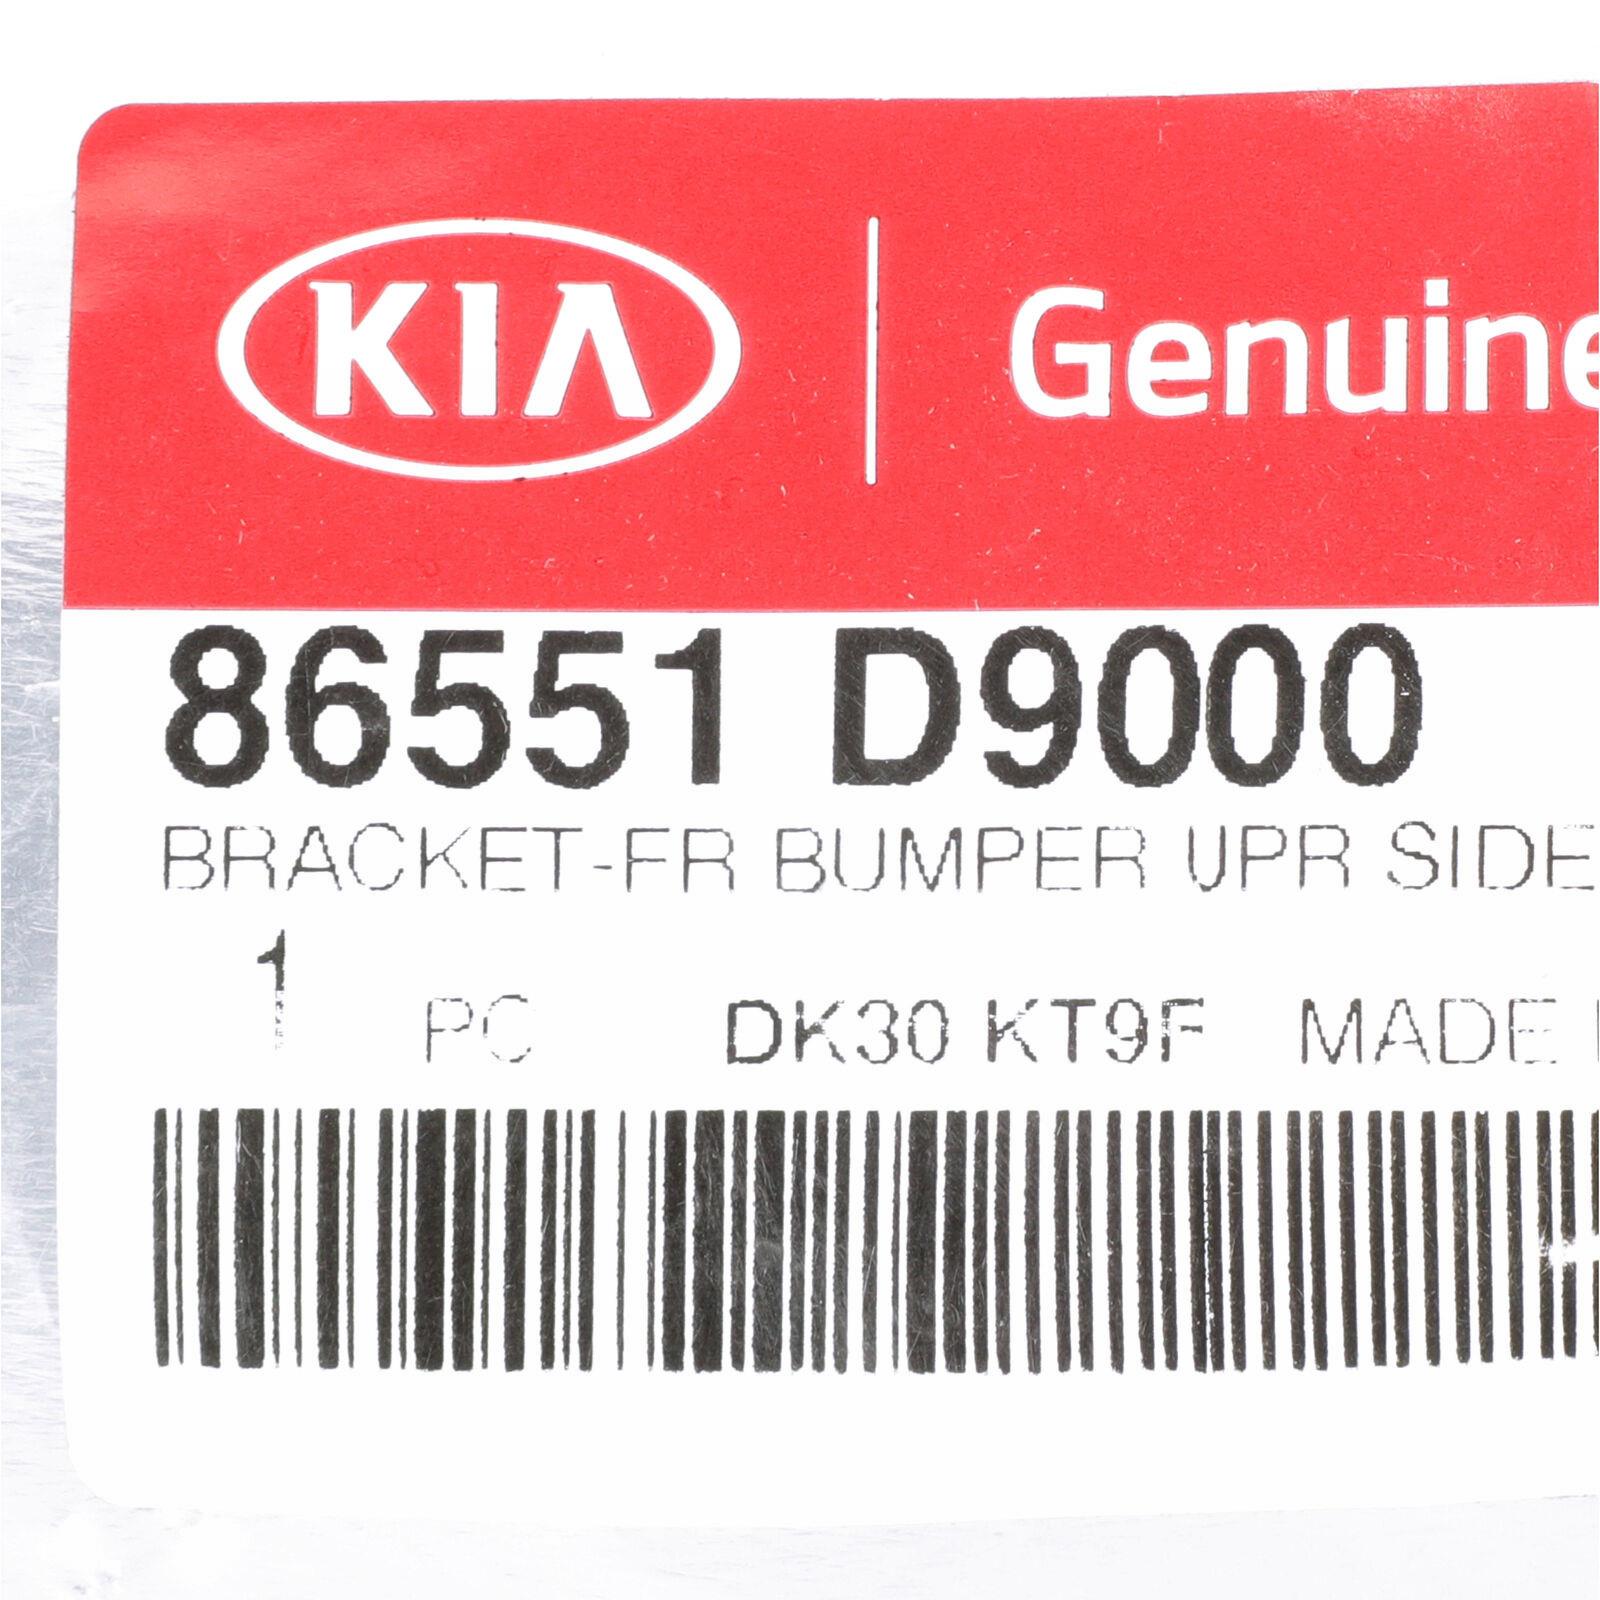 KIA
Genuine
86551 D9000
BRACKET-FR BUMPER UPR SIDE
1 PC DK30 KT9F MADE